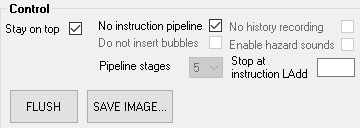 Control
Stay on top
No instruction pipeline
No history recording
Do not insert bubbles
Enable hazard sounds
Pipeline stages
5
Stop at
instruction LAdd
FLUSH
SAVE IMAGE...